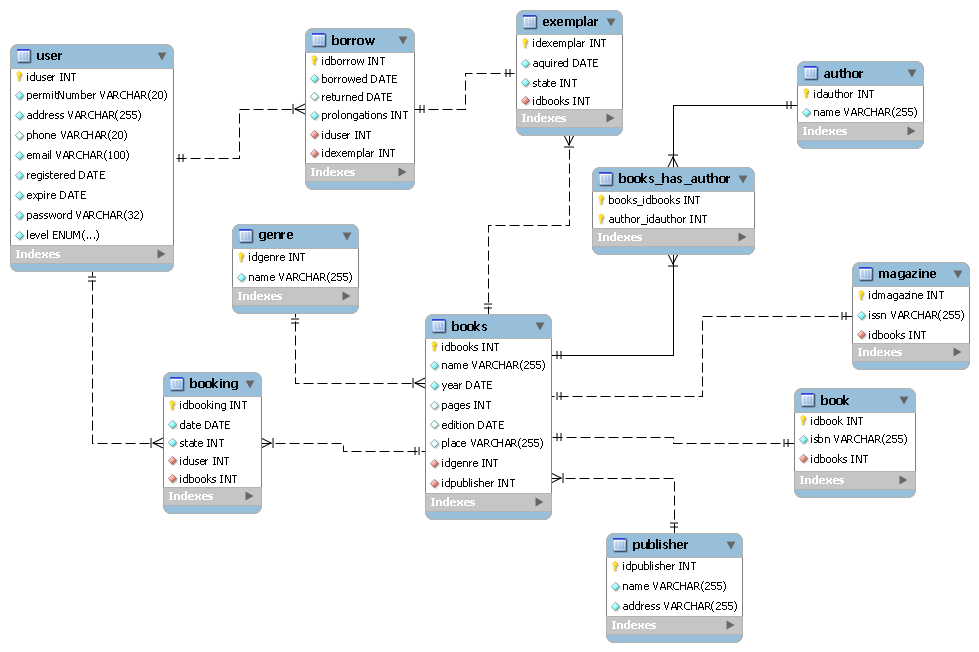 user
iduser INT
permitNumber VARCHAR(20)
address VARCHAR(255)
phone VARCHAR(20)
email VARCHAR(100)
registered DATE
expire DATE
password VARCHAR(32)
level ENUM(...)
Indexes
borrow
idborrow INT
borrowed DATE
returned DATE
prolongations INT
iduser INT
idexemplar INT
Indexes
exemplar
idexemplar INT
aquired DATE
state INT
idbooks INT
Indexes
author
idauthor INT
name VARCHAR(255)
Indexes
books_has_author
books_idbooks INT
author_idauthor INT
Indexes
genre
idgenre INT
name VARCHAR(255)
Indexes
magazine
idmagazine INT
issn VARCHAR(255)
idbooks INT
Indexes
books
idbooks INT
name VARCHAR(255)
year DATE
pages INT
edition DATE
place VARCHAR(255)
idgenre INT
idpublisher INT
Indexes
booking
idbooking INT
date DATE
state INT
iduser INT
idbooks INT
Indexes
book
idbook INT
isbn VARCHAR(255)
idbooks INT
Indexes
publisher
idpublisher INT
name VARCHAR(255)
address VARCHAR(255)
Indexes